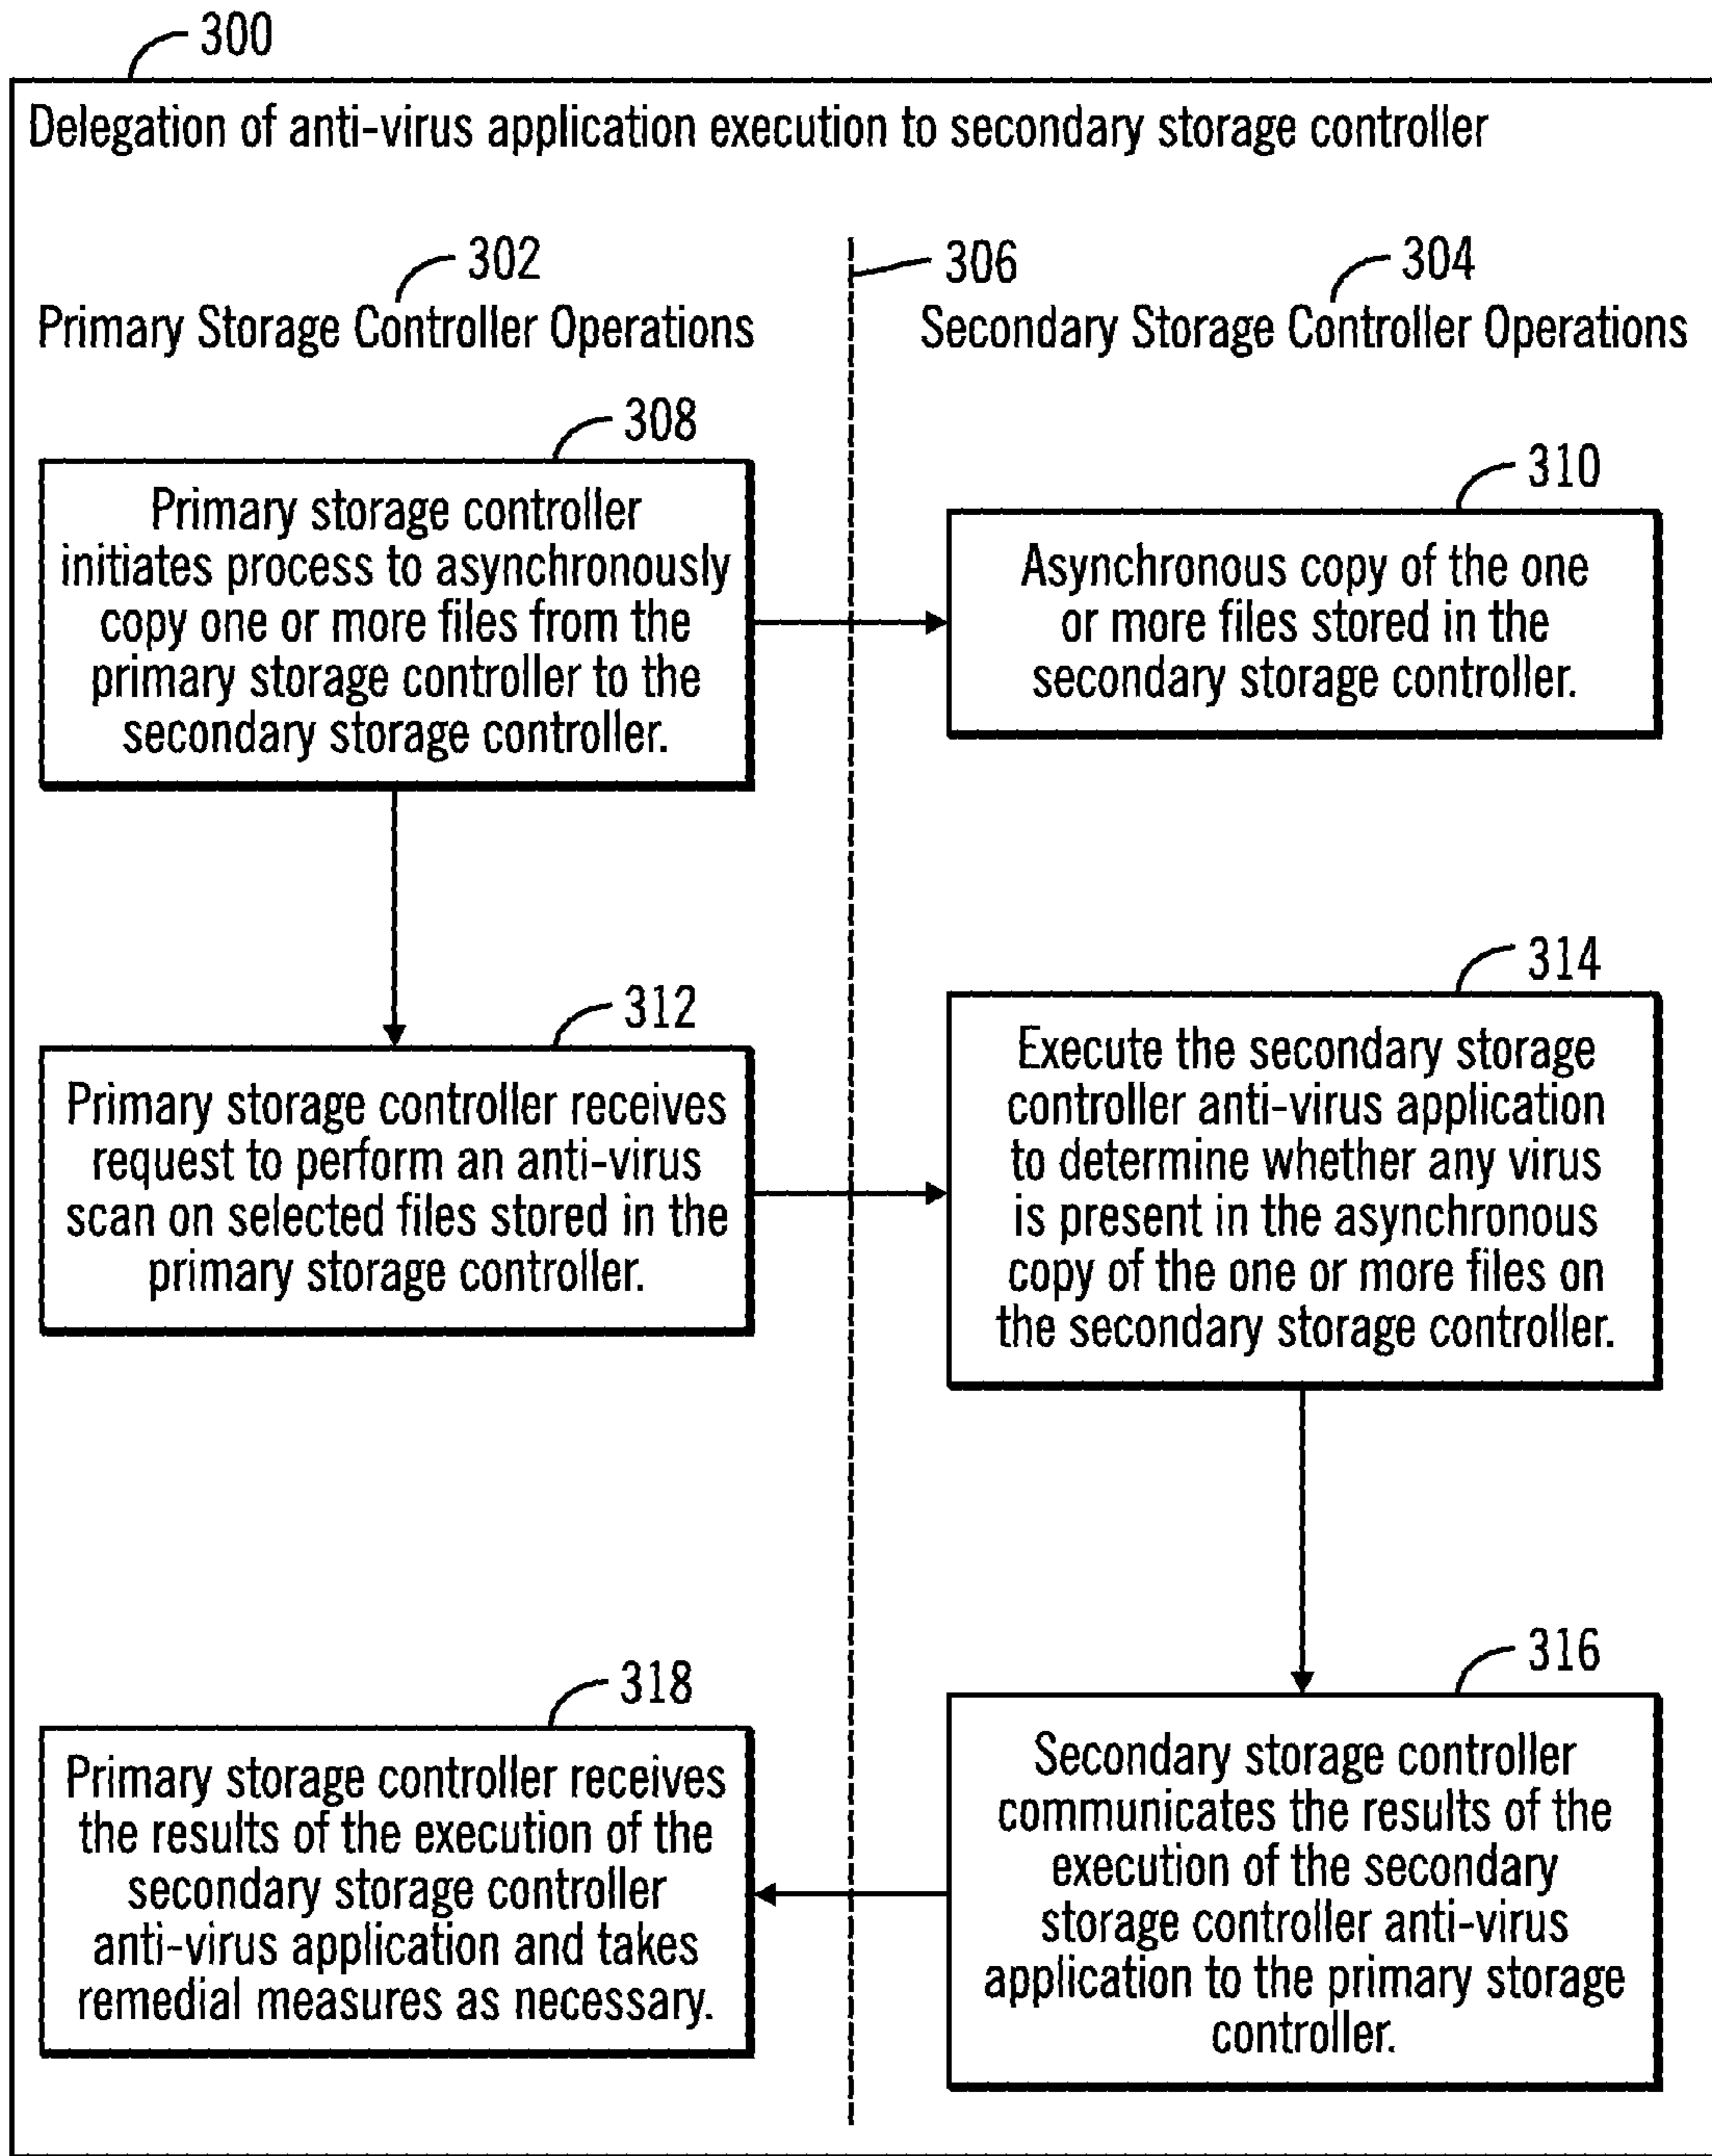 300
Delegation of anti-virus application execution to secondary storage controller
302
Primary Storage Controller Operations
306
304
Secondary Storage Controller Operations
308
Primary storage controller
initiates process to asynchronously
copy one or more files from the
primary storage controller to the
secondary storage controller.
310
Asynchronous copy of the one
or more files stored in the
secondary storage controller.
312
Primary storage controller receives
request to perform an anti-virus
scan on selected files stored in the
primary storage controller.
314
Execute the secondary storage
controller anti-virus application
to determine whether any virus
is present in the asynchronous
copy of the one or more files on
the secondary storage controller.
316
Secondary storage controller
communicates the results of the
execution of the secondary
storage controller anti-virus
application to the primary storage
controller.
318
Primary storage controller receives
the results of the execution of the
secondary storage controller
anti-virus application and takes
remedial measures as necessary.